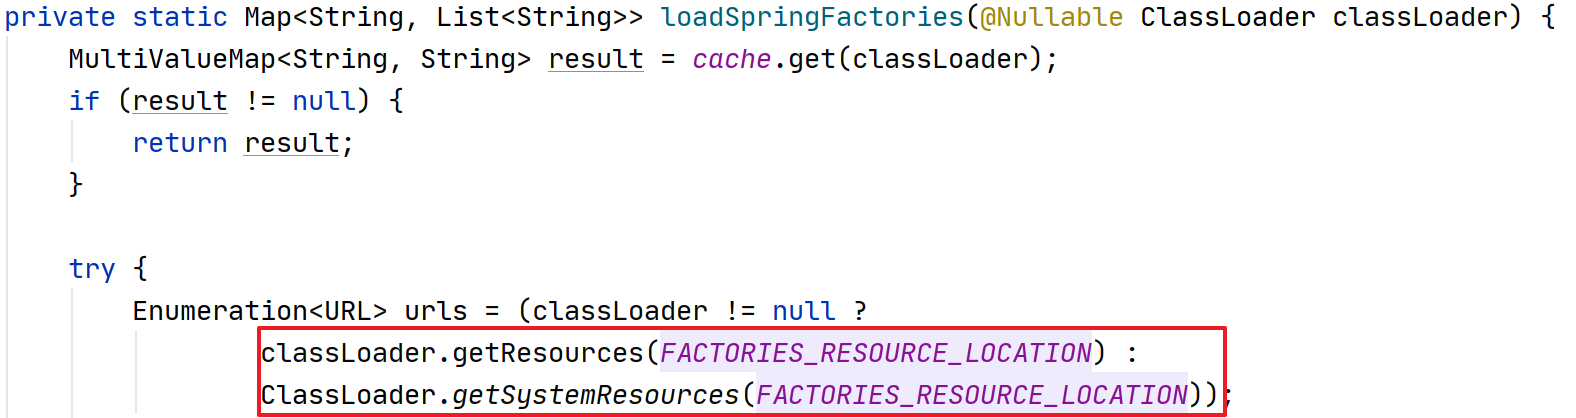 private static Map<String, List<String>> loadSpringFactories(@Nullable ClassLoader classLoader) {
    MultiValueMap<String, String> result = cache.get(classLoader);
    if (result != null) {
        return result;
    }

    try {
        Enumeration<URL> urls = (classLoader != null ?
                classLoader.getResources(FACTORIES_RESOURCE_LOCATION) :
                ClassLoader.getSystemResources(FACTORIES_RESOURCE_LOCATION));